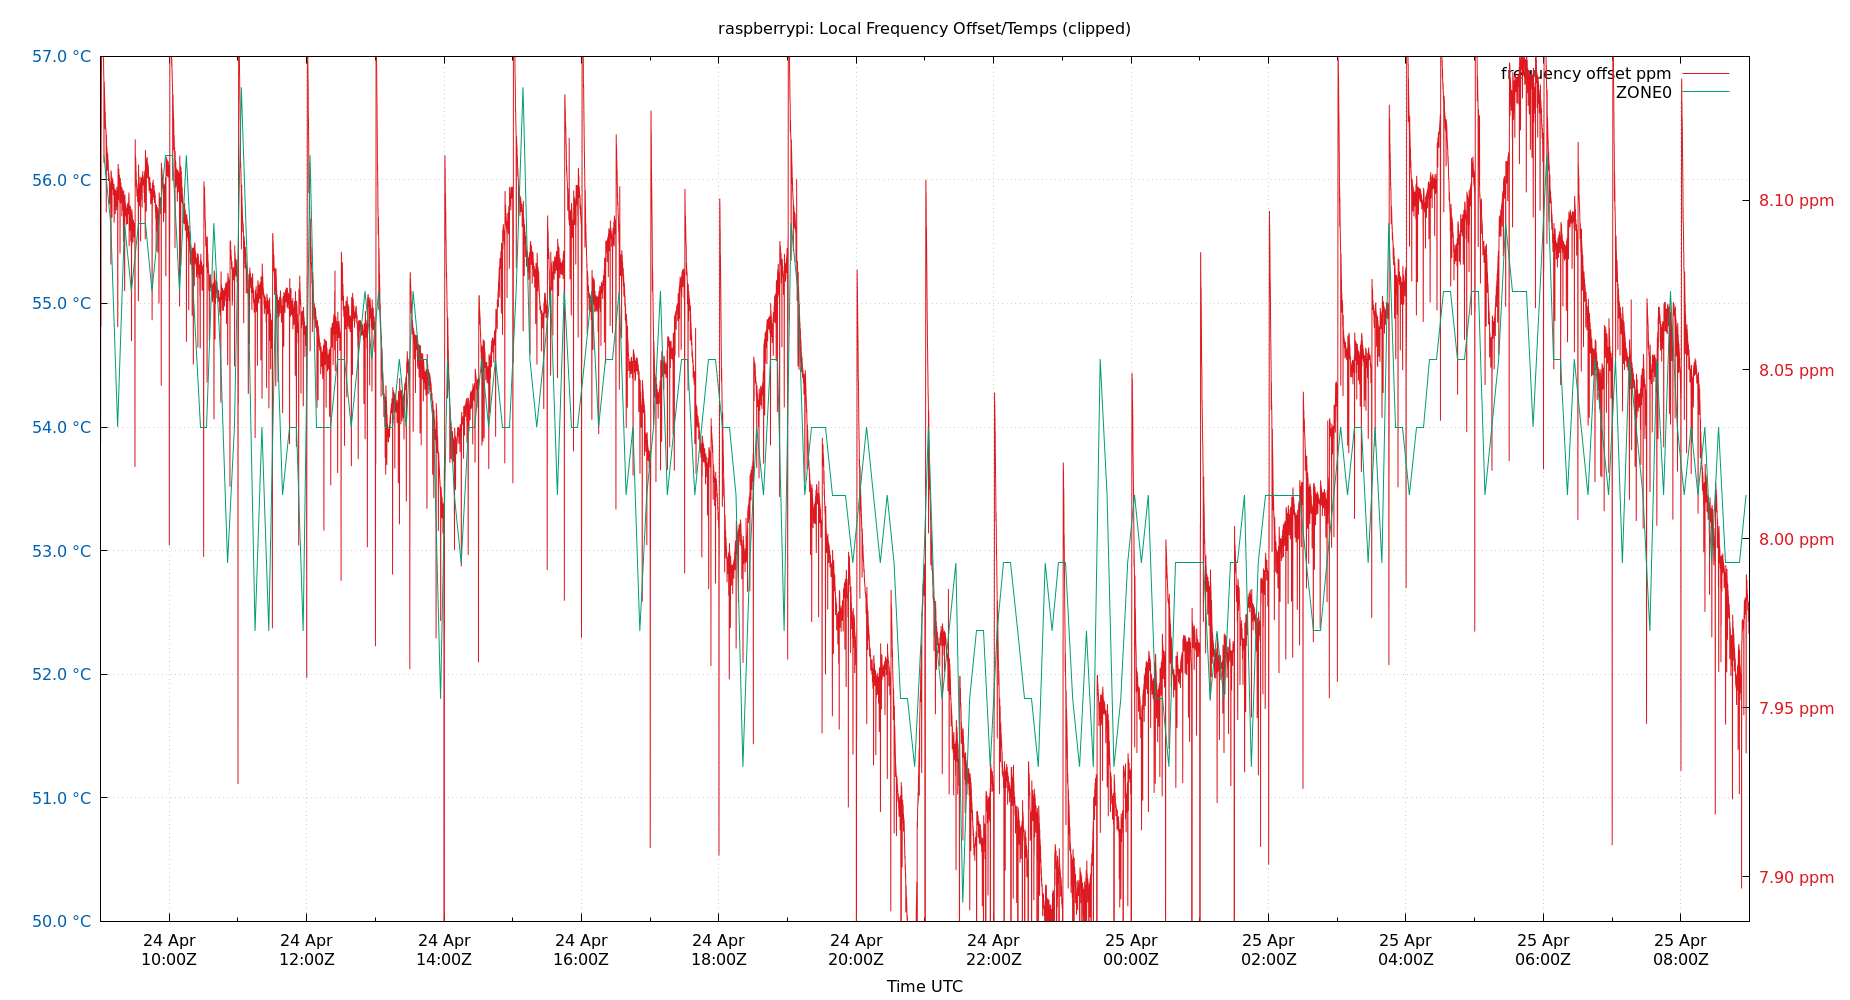 raspberrypi: Local Frequency Offset/Temps (clipped)
57.0 °C
56.0 °C
55.0 °C
54.0 °C
53.0 °C
52.0 °C
51.0 °C
50.0 °C
frequency offset ppm
ZONE0
8.10 ppm
8.05 ppm
8.00 ppm
7.95 ppm
7.90 ppm
24 Apr
10:00Z
24 Apr
12:00Z
24 Apr
14:00Z
24 Apr
16:00Z
24 Apr
18:00Z
24 Apr
20:00Z
24 Apr
22:00Z
25 Apr
00:00Z
25 Apr
02:00Z
25 Apr
04:00Z
25 Apr
06:00Z
25 Apr
08:00Z
Time UTC